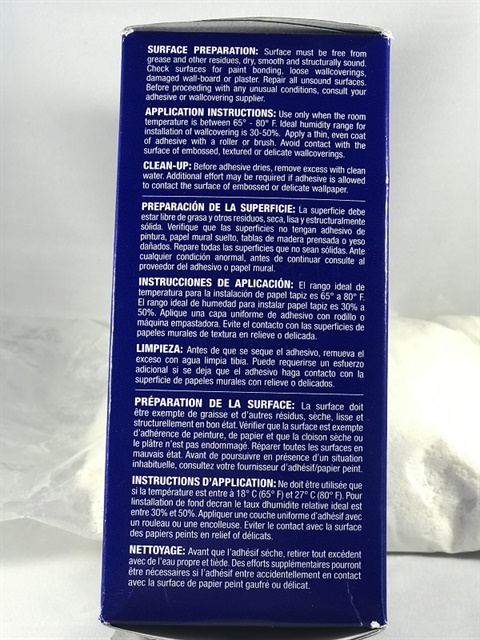 SURFACE PREPARATION: Surface must be free from
grease and other residues, dry, smooth and structurally sound.
Check surfaces for paint bonding, loose wallcoverings,
damaged wall-board or plaster. Repair all unsound surfaces.
Before proceeding with any unusual conditions, consult your
adhesive or wallcovering supplier.
APPLICATION INSTRUCTIONS: Use only when the room
temperature is between 65° - 80° F. Ideal humidity range for
installation of wallcovering is 30-50%. Apply a thin, even coat
of adhesive with a roller or brush. Avoid contact with the
surface of embossed, textured or delicate wallcoverings.
CLEAN-UP: Before adhesive dries, remove excess with clean
water. Additional effort may be required if adhesive is allowed
to contact the surface of embossed or delicate wallpaper.
PREPARACIÓN DE LA SUPERFICIE: La superficie debe
estar libre de grasa y otros residuos, seca, lisa y estructuralmente
sólida. Verifique que las superficies no tengan adhesivo de
pintura, papel mural suelto, tablas de madera prensada o yeso
dañados. Repare todas las superficies que no sean sólidas. Ante
cualquier condición anormal, antes de continuar consulte al
proveedor del adhesivo o papel mural.
INSTRUCCIONES DE APLICACIÓN: El rango ideal de
temperatura para la instalación de papel tapiz es 65° a 80° F.
El rango ideal de humedad para instalar papel tapiz es 30% a
50%. Aplique una capa uniforme de adhesivo con rodillo o
máquina empastadora. Evite el contacto con las superficies de
papeles murales de textura en relieve o delicada.
LIMPIEZA: Antes de que se seque el adhesivo, remueva el
exceso con agua limpia tibia. Puede requerirse un esfuerzo
adicional si se deja que el adhesivo haga contacto con la
superficie de papeles murales con relieve o delicados.
PRÉPARATION DE LA SURFACE: La surface doit
être exempte de graisse et d'autres résidus, sèche, lisse et
structurellement en bon état. Vérifier que la surface est exempte
d'adhérence de peinture, de papier et que la cloison sèche ou
le plâtre n'est pas endommagé. Réparer toutes les surfaces en
mauvais état. Avant de poursuivre en présence d'un situation
inhabituelle, consultez votre fournisseur d'adhésif/papier peint.
INSTRUCTIONS D'APPLICATION: Ne doit être utilisée que
si la température est entre à 18° C (65° F) et 27° C (80° F). Pour
linstallation de fond decran le taux dhumidite relative ideal est
entre 30% et 50%. Appliquer une couche uniforme d'adhésif avec
un rouleau ou une encolleuse. Eviter le contact avec la surface
des papiers peints en relief of délicats.
NETTOYAGE: Avant que l'adhésif sèche, retirer tout excédent
avec de l'eau propre et tiède. Des efforts supplémentaires pourront
être nécessaires si l'adhésif entre accidentellement en contact
avec la surface de papier peint gaufré ou délicat.